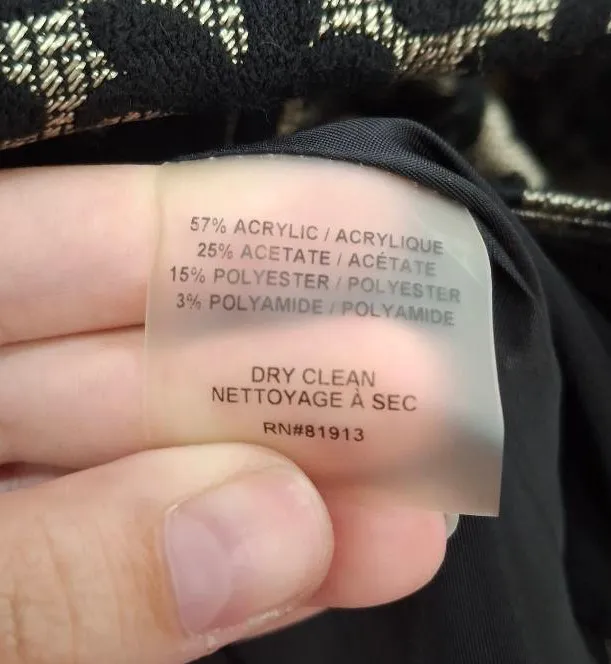 57% ACRYLIC / ACRYLIQUE
25% ACETATE / ACÉTATE
15% POLYESTER / POLYESTER
3% POLYAMIDE / POLYAMIDE
DRY CLEAN
NETTOYAGE À SEC
RN#81913